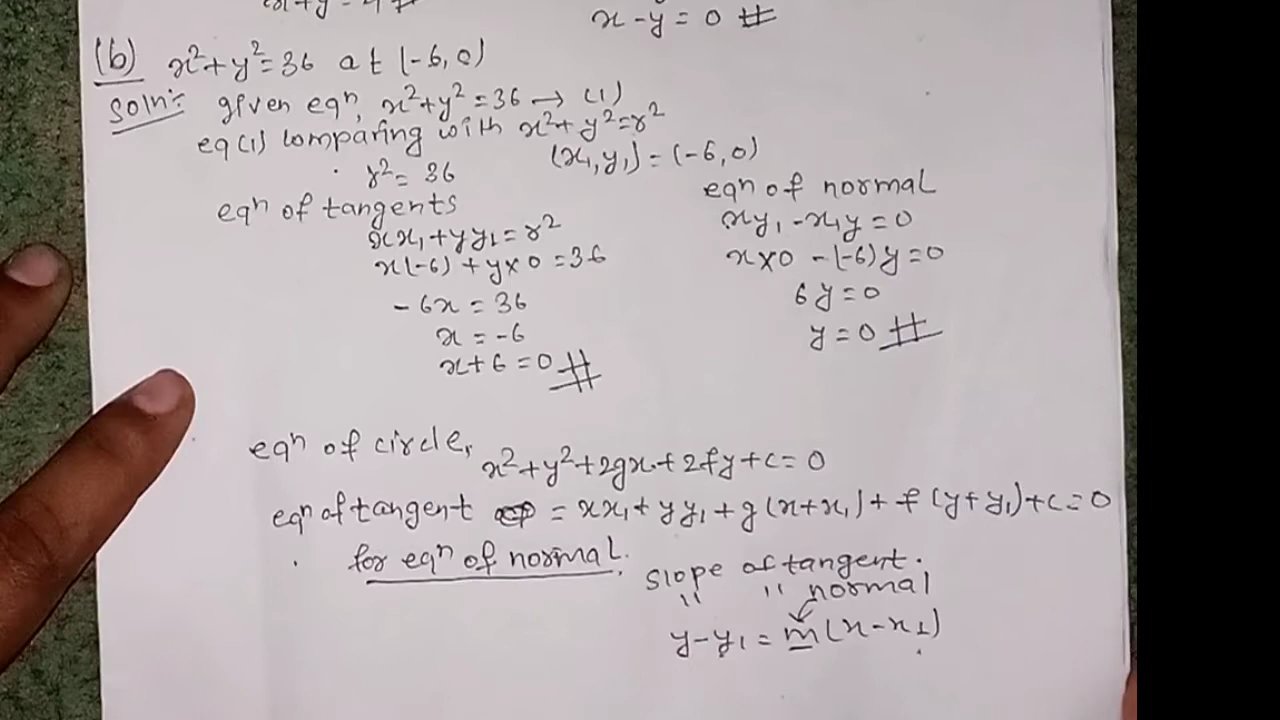 x - y = 0 #
(b) x²+y²=36 at (-6, 0)
Soln:- given eqⁿ, x²+y²=36 → (1)
eq(1) comparing with x²+y²=r²
r² = 36 (x₁,y₁) = (-6, 0)
eqⁿ of tangents
xx₁+yy₁=r²
x(-6) + y×0 =36
- 6x = 36
x = -6
x+6 =0 #
eqⁿ of normal
xy₁ -x₁y =0
x×0 -(-6)y=0
6y=0
y=0 #
eqⁿ of circle,
x²+y²+2gx+2fy+c=0
eqⁿ of tangent = xx₁+yy₁+g(x+x₁)+f(y+y₁)+c=0
for eqⁿ of normal.
slope of tangent.
" " normal
y-y₁ = m(x-x₁)